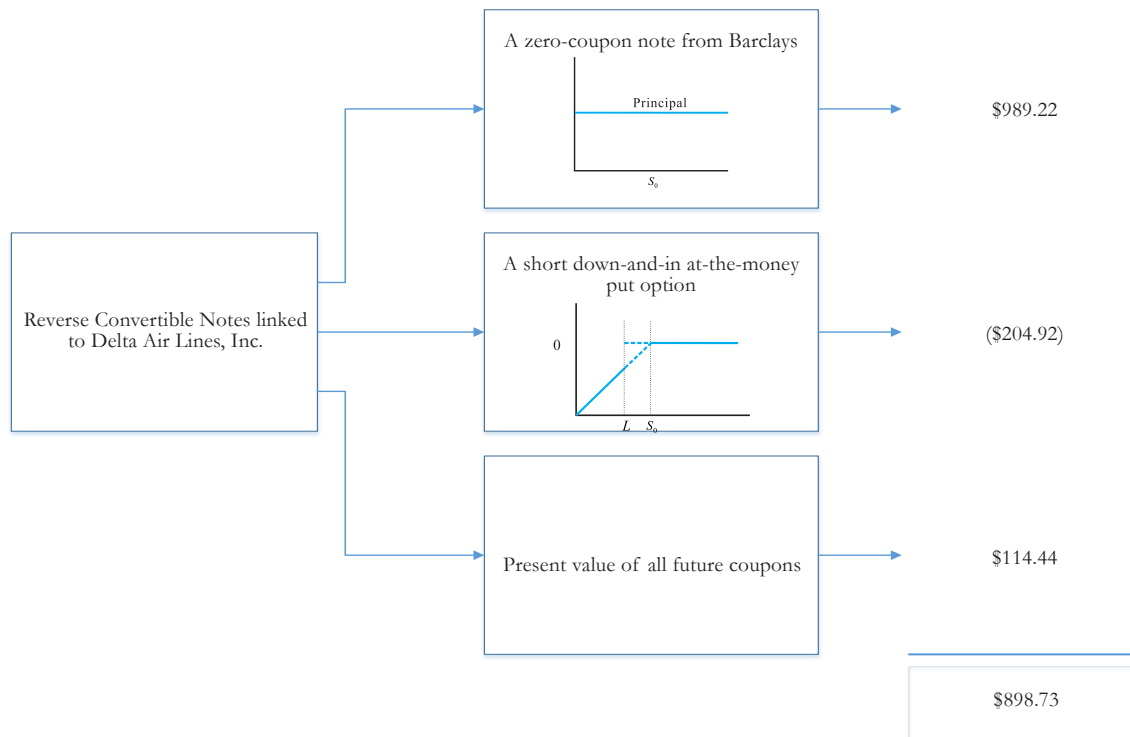 A zero-coupon note from Barclays
Principal
S₀
$989.22
Reverse Convertible Notes linked
to Delta Air Lines, Inc.
A short down-and-in at-the-money
put option
0
L S₀
($204.92)
Present value of all future coupons
$114.44
$898.73